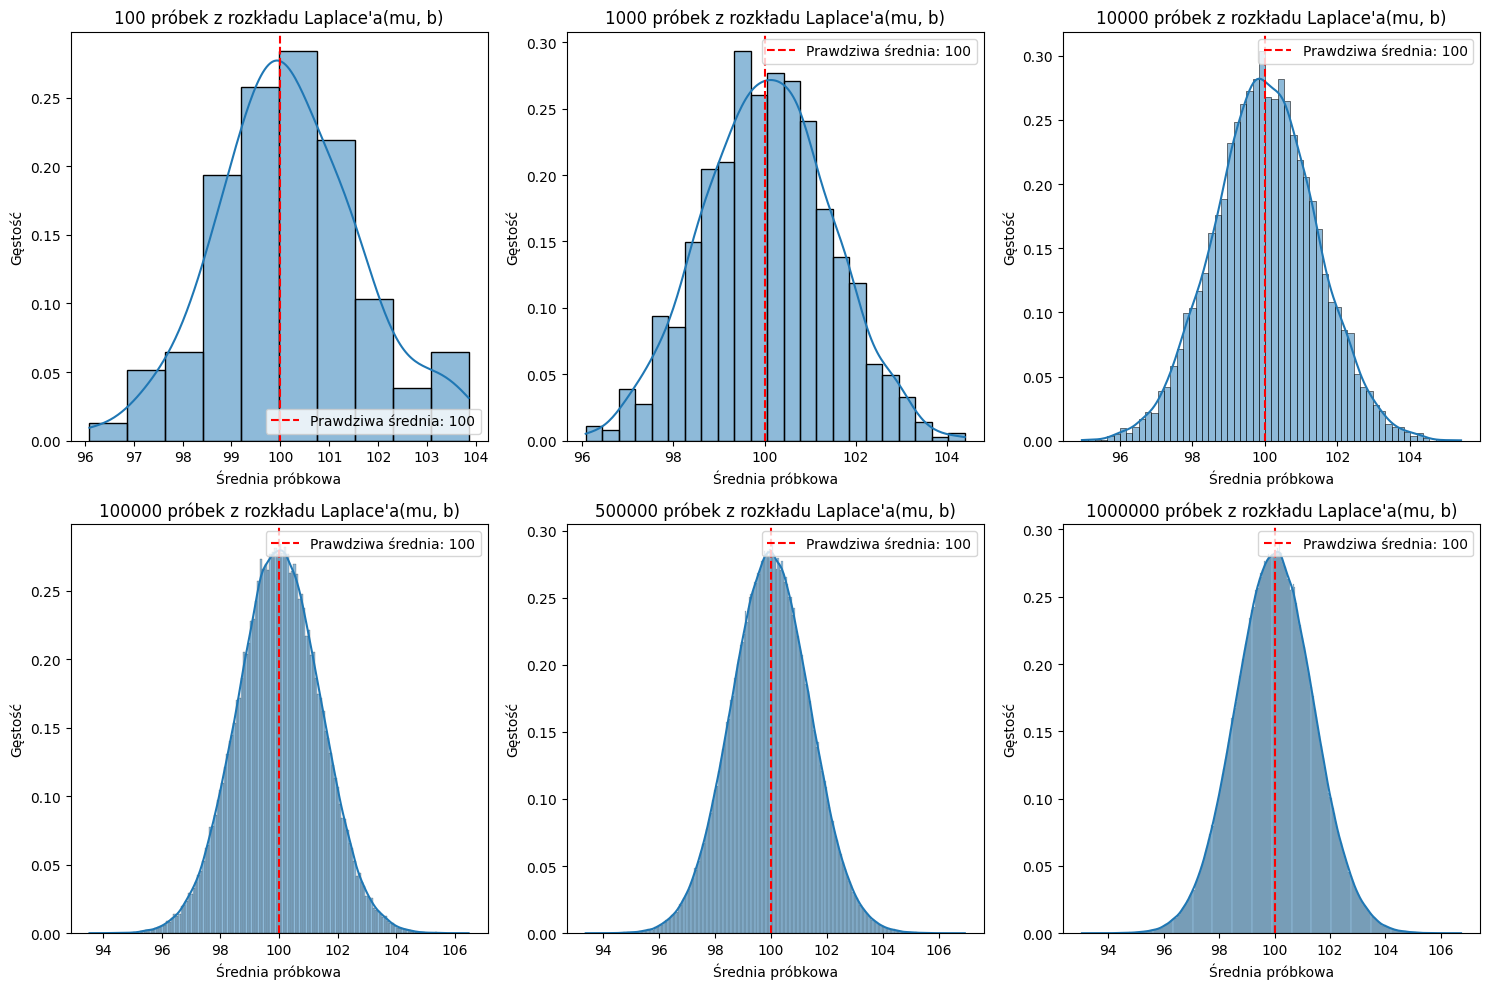 100 próbek z rozkładu Laplace'a(mu, b)
Gęstość
0.25
0.20
0.15
0.10
0.05
0.00
Prawdziwa średnia: 100
96 97 98 99 100 101 102 103 104
Średnia próbkowa
1000 próbek z rozkładu Laplace'a(mu, b)
Prawdziwa średnia: 100
Gęstość
0.30
0.25
0.20
0.15
0.10
0.05
0.00
96 98 100 102 104
Średnia próbkowa
10000 próbek z rozkładu Laplace'a(mu, b)
Prawdziwa średnia: 100
Gęstość
0.30
0.25
0.20
0.15
0.10
0.05
0.00
96 98 100 102 104
Średnia próbkowa
100000 próbek z rozkładu Laplace'a(mu, b)
Prawdziwa średnia: 100
Gęstość
0.25
0.20
0.15
0.10
0.05
0.00
94 96 98 100 102 104 106
Średnia próbkowa
500000 próbek z rozkładu Laplace'a(mu, b)
Prawdziwa średnia: 100
Gęstość
0.30
0.25
0.20
0.15
0.10
0.05
0.00
94 96 98 100 102 104 106
Średnia próbkowa
1000000 próbek z rozkładu Laplace'a(mu, b)
Prawdziwa średnia: 100
Gęstość
0.30
0.25
0.20
0.15
0.10
0.05
0.00
94 96 98 100 102 104 106
Średnia próbkowa